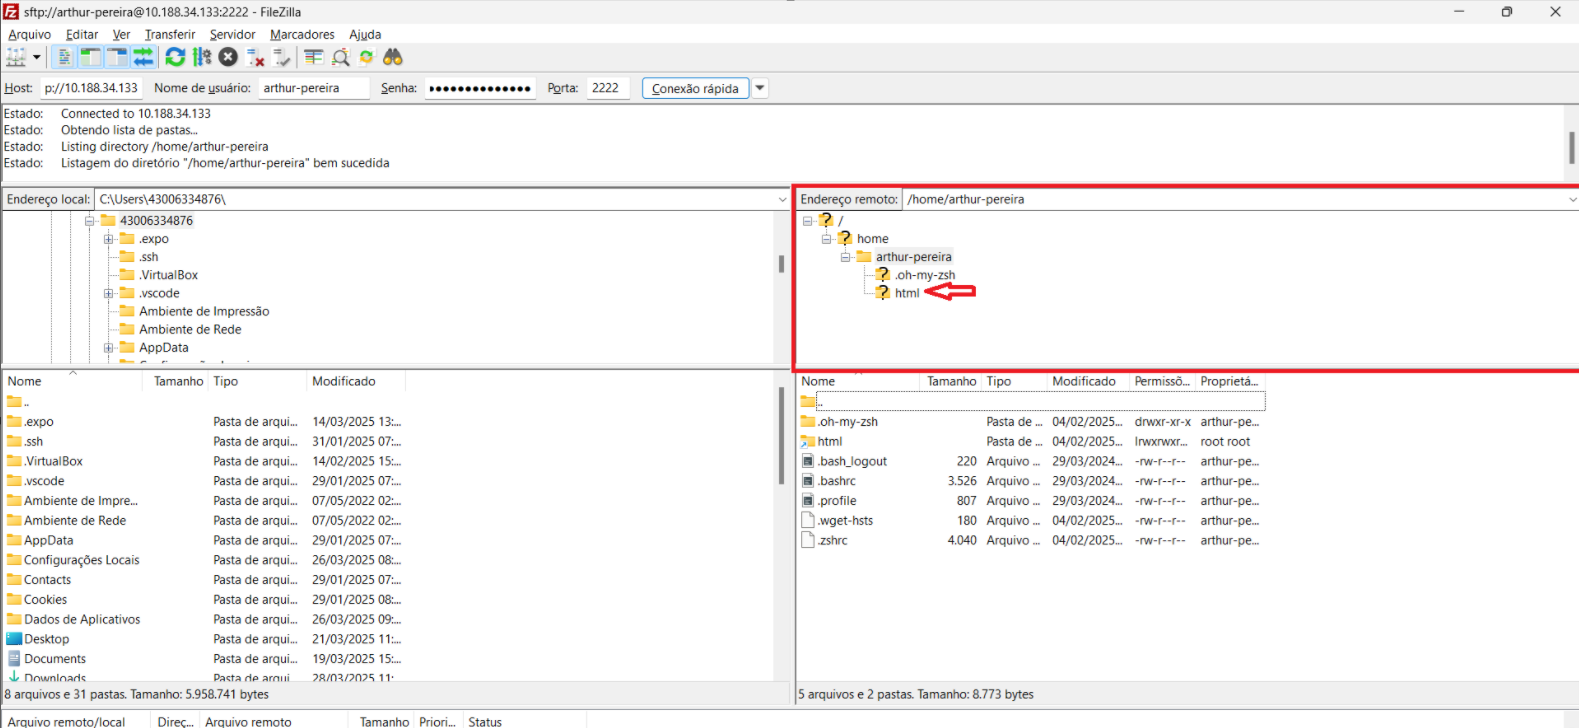 sftp://arthur-pereira@10.188.34.133:2222 - FileZilla
Arquivo Editar Ver Transferir Servidor Marcadores Ajuda
Host: p://10.188.34.133 Nome de usuário: arthur-pereira Senha: ●●●●●●●●●●●●●● Porta: 2222 Conexão rápida
Estado: Connected to 10.188.34.133
Estado: Obtendo lista de pastas...
Estado: Listing directory /home/arthur-pereira
Estado: Listagem do diretório "/home/arthur-pereira" bem sucedida
Endereço local: C:\Users\43006334876\
43006334876
.expo
.ssh
.VirtualBox
.vscode
Ambiente de Impressão
Ambiente de Rede
AppData
Endereço remoto: /home/arthur-pereira
/
home
arthur-pereira
.oh-my-zsh
html
Nome Tamanho Tipo Modificado
..
.expo Pasta de arqui... 14/03/2025 13:...
.ssh Pasta de arqui... 31/01/2025 07:...
.VirtualBox Pasta de arqui... 14/02/2025 15:...
.vscode Pasta de arqui... 29/01/2025 07:...
Ambiente de Impre... Pasta de arqui... 07/05/2022 02:...
Ambiente de Rede Pasta de arqui... 07/05/2022 02:...
AppData Pasta de arqui... 29/01/2025 07:...
Configurações Locais Pasta de arqui... 26/03/2025 08:...
Contacts Pasta de arqui... 29/01/2025 07:...
Cookies Pasta de arqui... 29/01/2025 08:...
Dados de Aplicativos Pasta de arqui... 26/03/2025 09:...
Desktop Pasta de arqui... 21/03/2025 11:...
Documents Pasta de arqui... 19/03/2025 15:...
Downloads Pasta de arqui... 28/03/2025 11:
8 arquivos e 31 pastas. Tamanho: 5.958.741 bytes
Nome Tamanho Tipo Modificado Permissõ... Proprietá...
..
.oh-my-zsh Pasta de ... 04/02/2025... drwxr-xr-x arthur-pe...
html Pasta de ... 04/02/2025... lrwxrwxr... root root
.bash_logout 220 Arquivo ... 29/03/2024... -rw-r--r-- arthur-pe...
.bashrc 3.526 Arquivo ... 29/03/2024... -rw-r--r-- arthur-pe...
.profile 807 Arquivo ... 29/03/2024... -rw-r--r-- arthur-pe...
.wget-hsts 180 Arquivo ... 04/02/2025... -rw-r--r-- arthur-pe...
.zshrc 4.040 Arquivo ... 04/02/2025... -rw-r--r-- arthur-pe...
5 arquivos e 2 pastas. Tamanho: 8.773 bytes
Arquivo remoto/local Direç... Arquivo remoto Tamanho Priori... Status